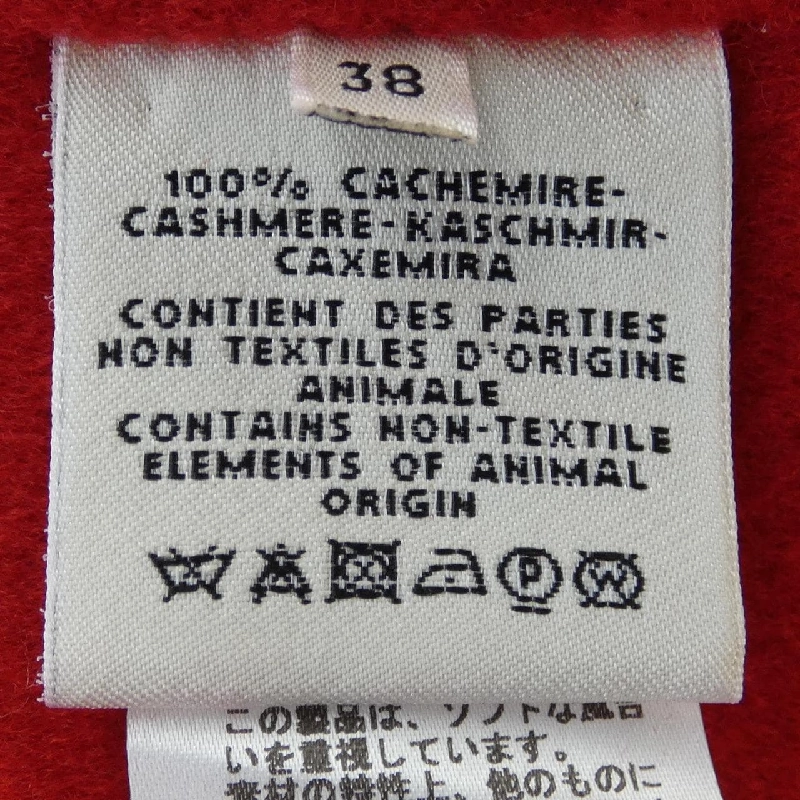 38
100% CACHEMIRE-
CASHMERE-KASCHMIR-
CAXEMIRA
CONTIENT DES PARTIES
NON TEXTILES D'ORIGINE
ANIMALE
CONTAINS NON-TEXTILE
ELEMENTS OF ANIMAL
ORIGIN
P W
この製品は、ソフトな風合
いを重視しています。
素材の特性上、他のものに